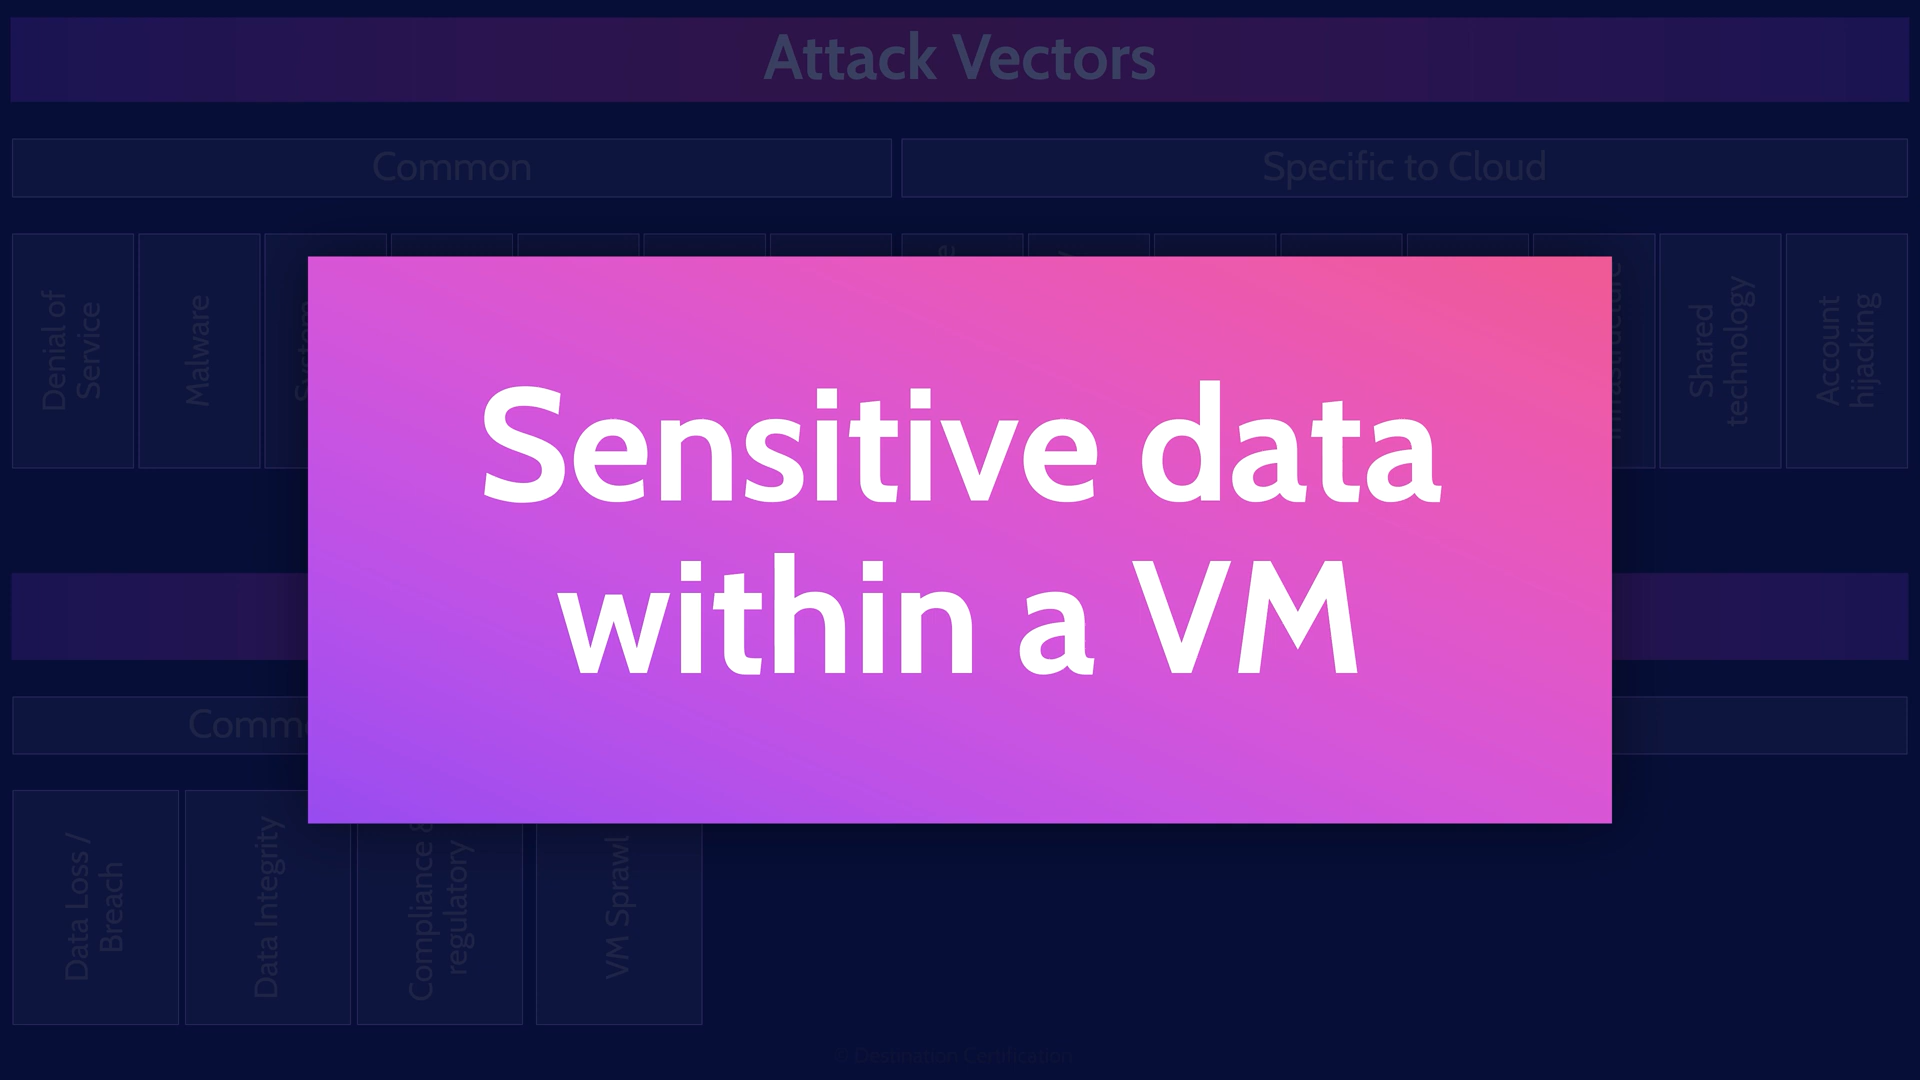 Attack Vectors
Common
Specific to Cloud
Denial of
Service
Malware
Shared
technology
Account
hijacking
Sensitive data
within a VM
Data Loss /
Breach
Data Integrity
Compliance &
regulatory
VM Sprawl
© Destination Certification